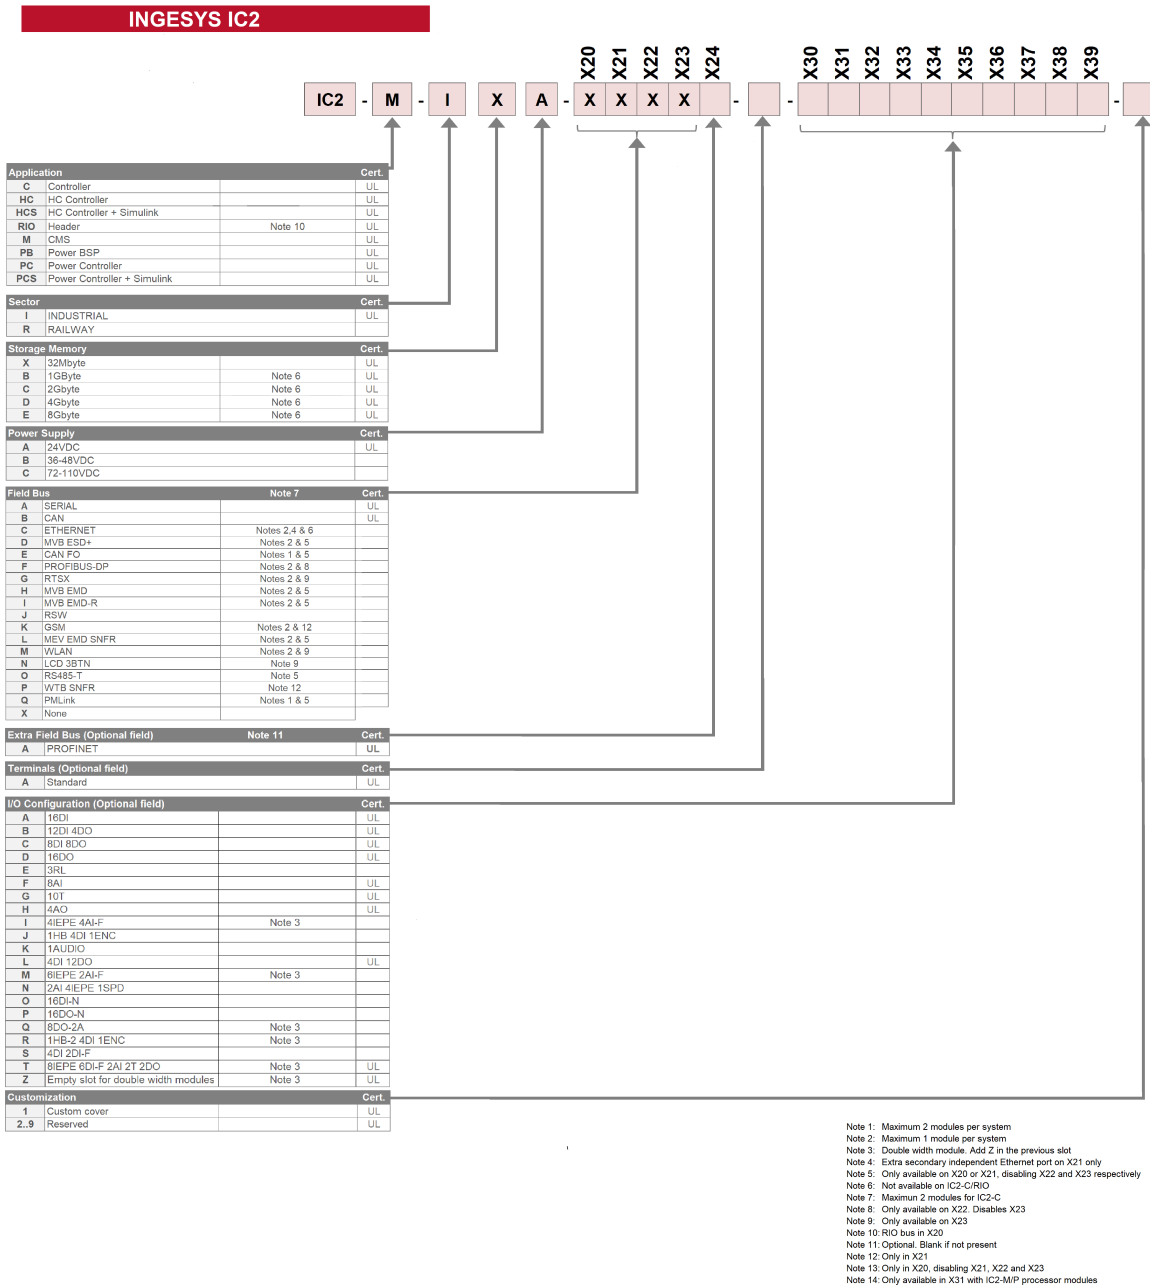 INGESYS IC2
X20 X21 X22 X23 X24 X30 X31 X32 X33 X34 X35 X36 X37 X38 X39
IC2 - M - I X A - X X X X - - -
Application Cert.
C Controller UL
HC HC Controller UL
HCS HC Controller + Simulink UL
RIO Header Note 10 UL
M CMS UL
PB Power BSP UL
PC Power Controller UL
PCS Power Controller + Simulink UL
Sector Cert.
I INDUSTRIAL UL
R RAILWAY
Storage Memory Cert.
X 32Mbyte UL
B 1GByte Note 6 UL
C 2Gbyte Note 6 UL
D 4Gbyte Note 6 UL
E 8Gbyte Note 6 UL
Power Supply Cert.
A 24VDC UL
B 36-48VDC
C 72-110VDC
Field Bus Note 7 Cert.
A SERIAL UL
B CAN UL
C ETHERNET Notes 2,4 & 6
D MVB ESD+ Notes 2 & 5
E CAN FO Notes 1 & 5
F PROFIBUS-DP Notes 2 & 8
G RTSX Notes 2 & 9
H MVB EMD Notes 2 & 5
I MVB EMD-R Notes 2 & 5
J RSW
K GSM Notes 2 & 12
L MEV EMD SNFR Notes 2 & 5
M WLAN Notes 2 & 9
N LCD 3BTN Note 9
O RS485-T Note 5
P WTB SNFR Note 12
Q PMLink Notes 1 & 5
X None
Extra Field Bus (Optional field) Note 11 Cert.
A PROFINET UL
Terminals (Optional field) Cert.
A Standard UL
I/O Configuration (Optional field) Cert.
A 16DI UL
B 12DI 4DO UL
C 8DI 8DO UL
D 16DO UL
E 3RL
F 8AI UL
G 10T UL
H 4AO UL
I 4IEPE 4AI-F Note 3
J 1HB 4DI 1ENC
K 1AUDIO
L 4DI 12DO UL
M 6IEPE 2AI-F Note 3
N 2AI 4IEPE 1SPD
O 16DI-N
P 16DO-N
Q 8DO-2A Note 3
R 1HB-2 4DI 1ENC Note 3
S 4DI 2DI-F
T 8IEPE 6DI-F 2AI 2T 2DO Note 3 UL
Z Empty slot for double width modules Note 3 UL
Customization Cert.
1 Custom cover UL
2..9 Reserved UL
Note 1: Maximum 2 modules per system
Note 2: Maximum 1 module per system
Note 3: Double width module. Add Z in the previous slot
Note 4: Extra secondary independent Ethernet port on X21 only
Note 5: Only available on X20 or X21, disabling X22 and X23 respectively
Note 6: Not available on IC2-C/RIO
Note 7: Maximun 2 modules for IC2-C
Note 8: Only available on X22. Disables X23
Note 9: Only available on X23
Note 10: RIO bus in X20
Note 11: Optional. Blank if not present
Note 12: Only in X21
Note 13: Only in X20, disabling X21, X22 and X23
Note 14: Only available in X31 with IC2-M/P processor modules